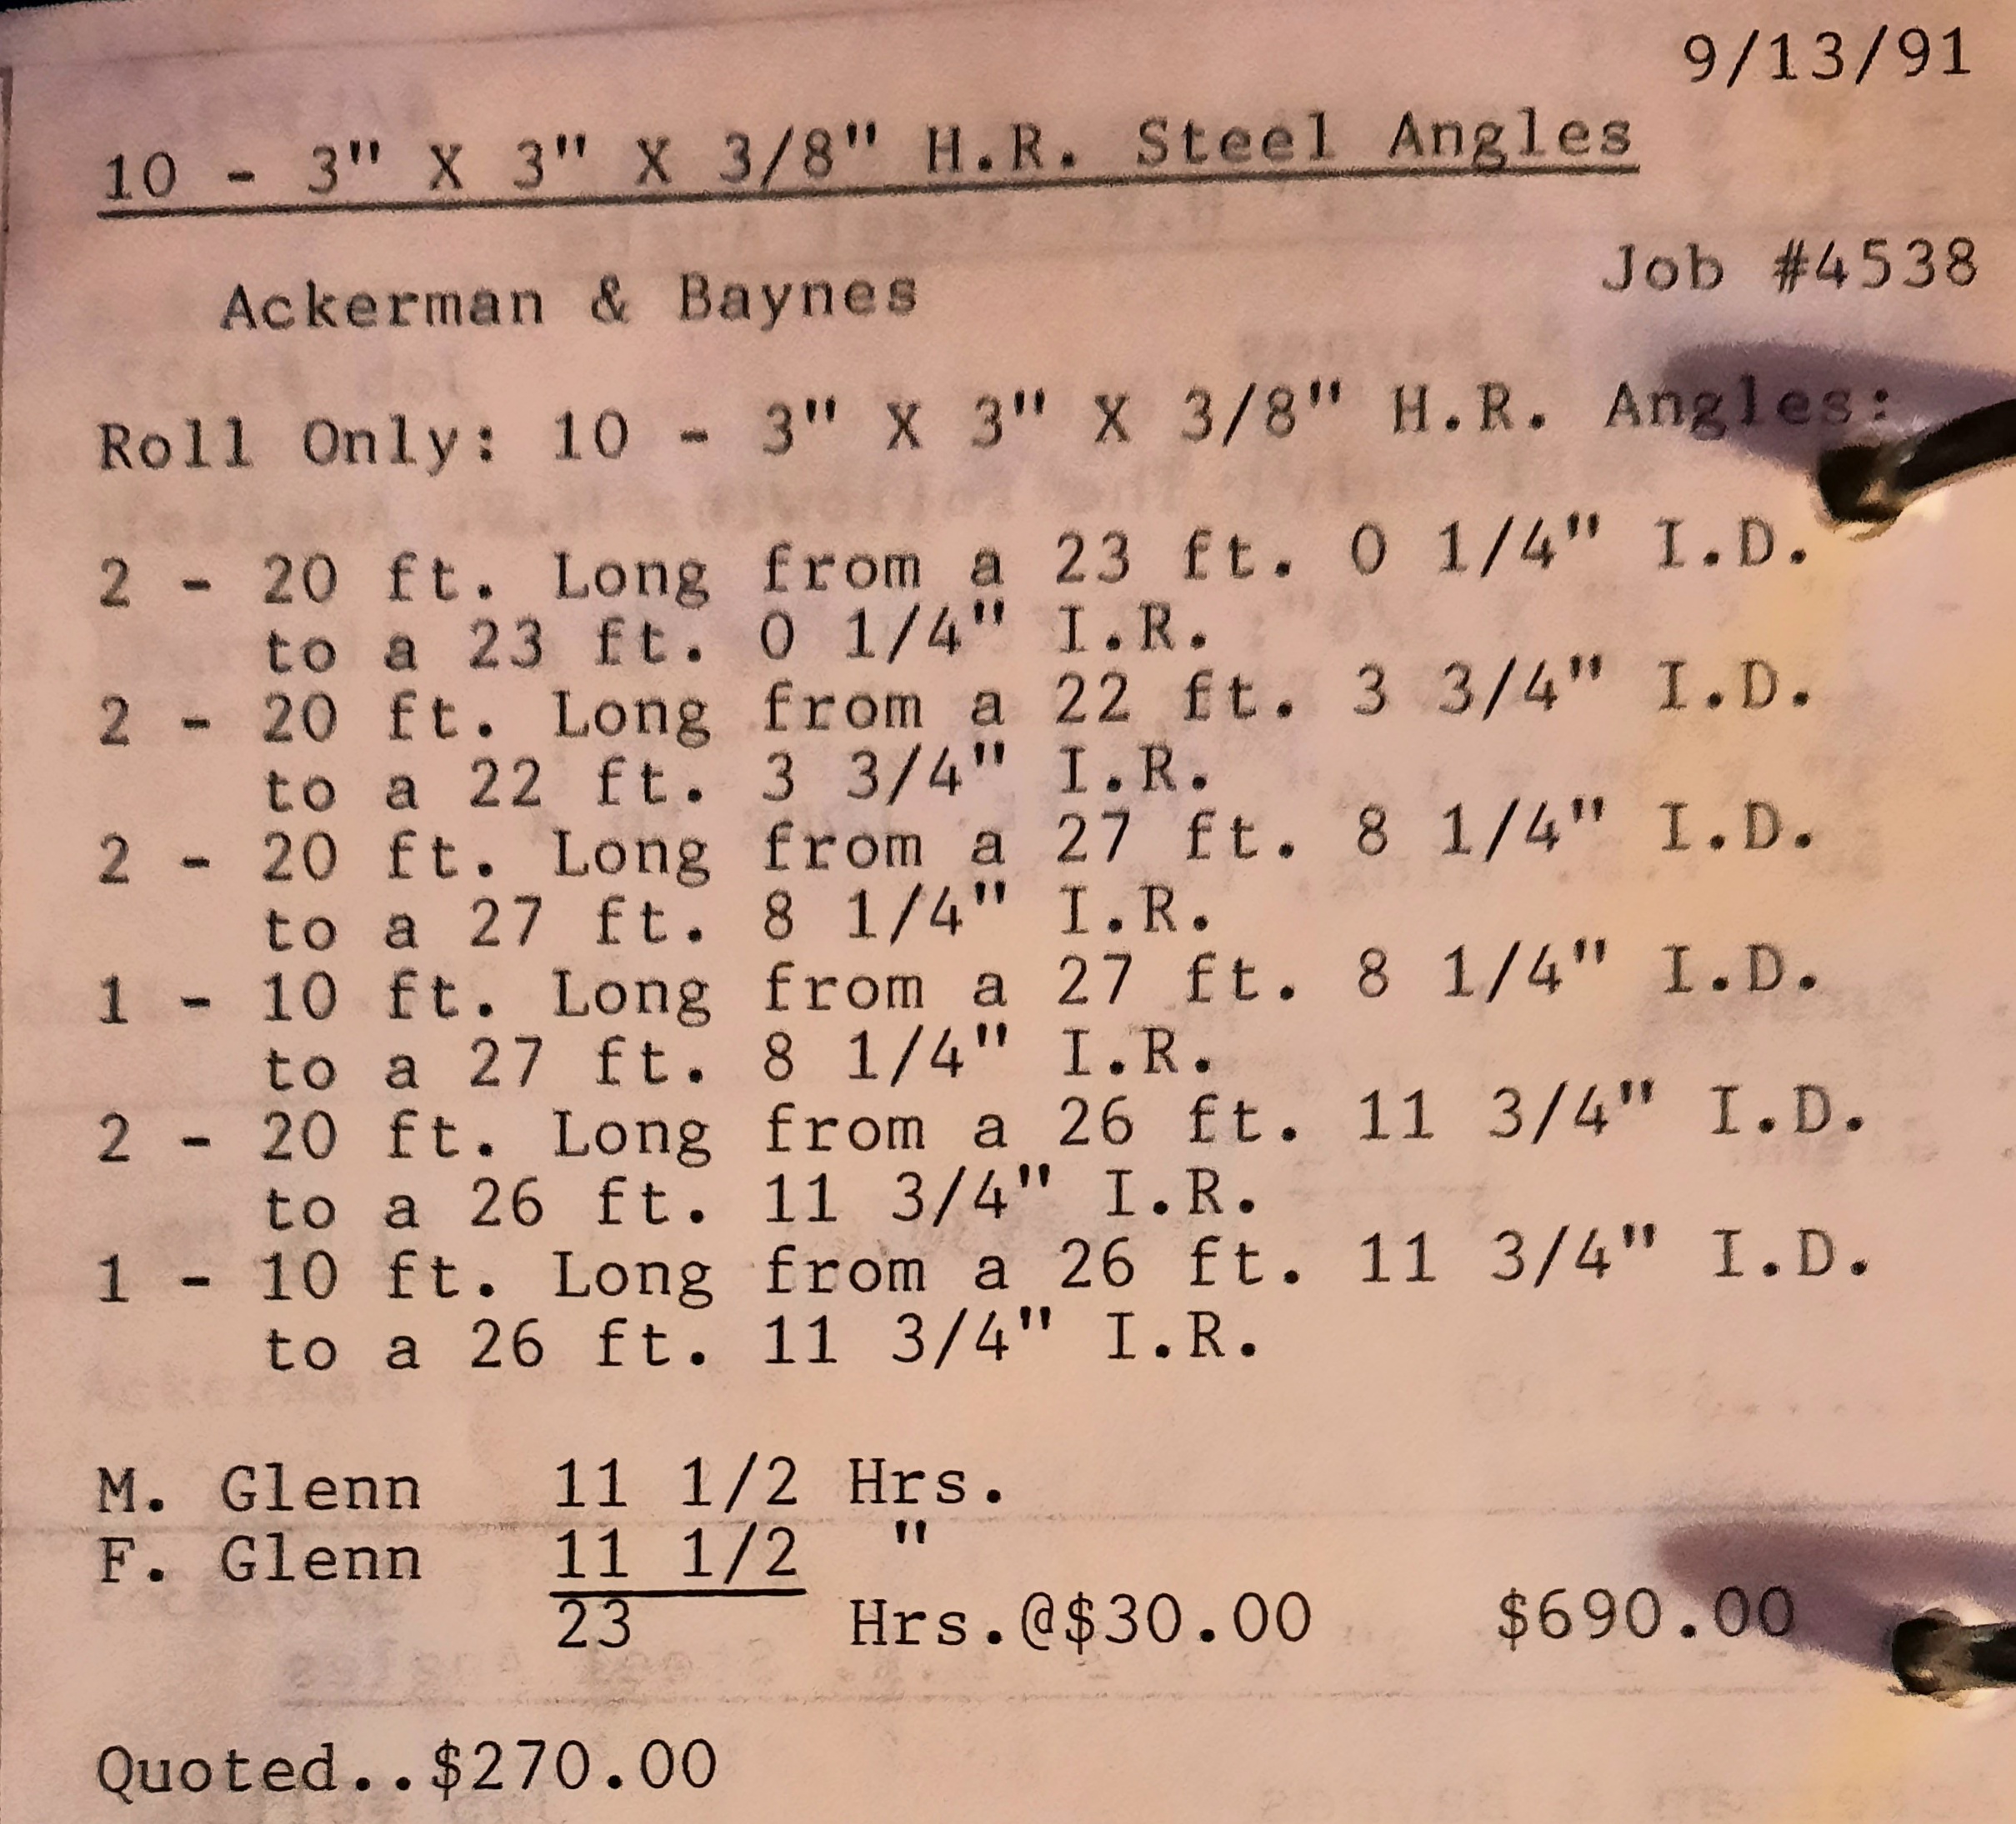 9/13/91
10 - 3" X 3" X 3/8" H.R. Steel Angles
Job #4538
Ackerman & Baynes
Roll Only: 10 - 3" X 3" X 3/8" H.R. Angles:
2 - 20 ft. Long from a 23 ft. 0 1/4" I.D.
to a 23 ft. 0 1/4" I.R.
2 - 20 ft. Long from a 22 ft. 3 3/4" I.D.
to a 22 ft. 3 3/4" I.R.
2 - 20 ft. Long from a 27 ft. 8 1/4" I.D.
to a 27 ft. 8 1/4" I.R.
1 - 10 ft. Long from a 27 ft. 8 1/4" I.D.
to a 27 ft. 8 1/4" I.R.
2 - 20 ft. Long from a 26 ft. 11 3/4" I.D.
to a 26 ft. 11 3/4" I.R.
1 - 10 ft. Long from a 26 ft. 11 3/4" I.D.
to a 26 ft. 11 3/4" I.R.
M. Glenn 11 1/2 Hrs.
F. Glenn 11 1/2 "
23 Hrs.@$30.00 $690.00
Quoted..$270.00